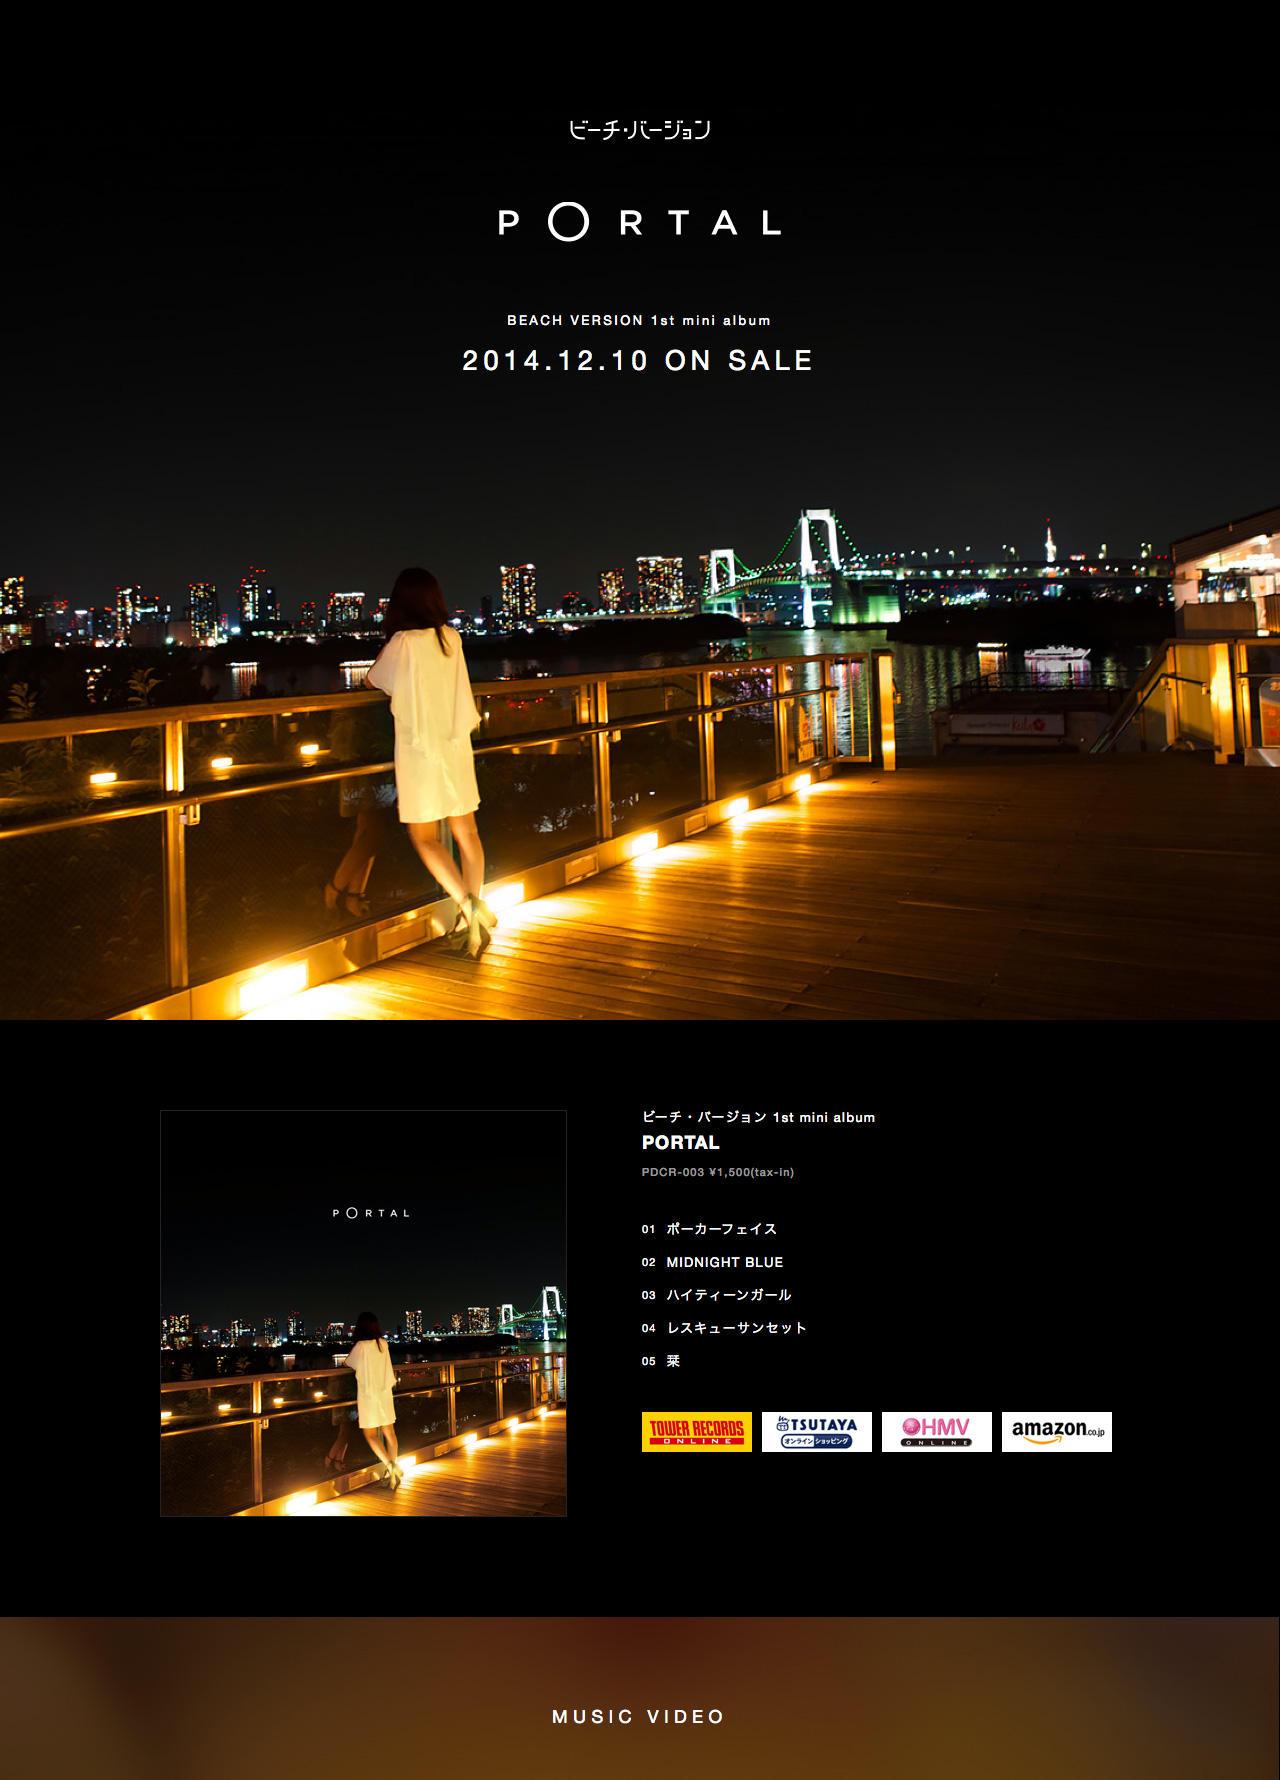 ビーチ・バージョン
PORTAL
BEACH VERSION 1st mini album
2014.12.10 ON SALE
Keila
PORTAL
ビーチ・バージョン 1st mini album
PORTAL
PDCR-003 ¥1,500(tax-in)
01 ポーカーフェイス
02 MIDNIGHT BLUE
03 ハイティーンガール
04 レスキューサンセット
05 栞
TOWER RECORDS
ONLINE
TSUTAYA
オンラインショッピング
HMV
ONLINE
amazon.co.jp
MUSIC VIDEO